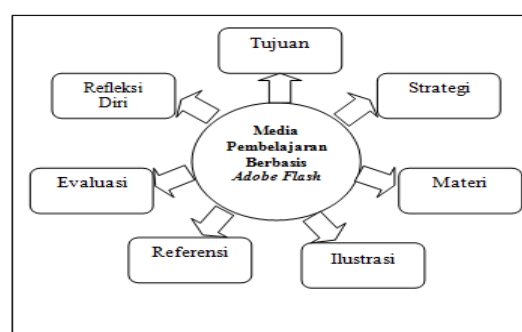 Tujuan
Refleksi
Diri
Strategi
Media
Pembelajaran
Berbasis
Adobe Flash
Evaluasi
Materi
Referensi
Ilustrasi